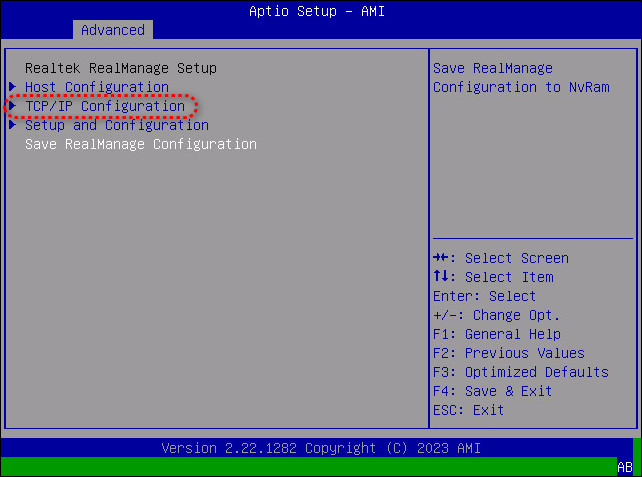 Aptio Setup – AMI
Advanced
Realtek RealManage Setup
Host Configuration
TCP/IP Configuration
Setup and Configuration
Save RealManage Configuration
Save RealManage
Configuration to NvRam
→←: Select Screen
↑↓: Select Item
Enter: Select
+/-: Change Opt.
F1: General Help
F2: Previous Values
F3: Optimized Defaults
F4: Save & Exit
ESC: Exit
Version 2.22.1282 Copyright (C) 2023 AMI
AB